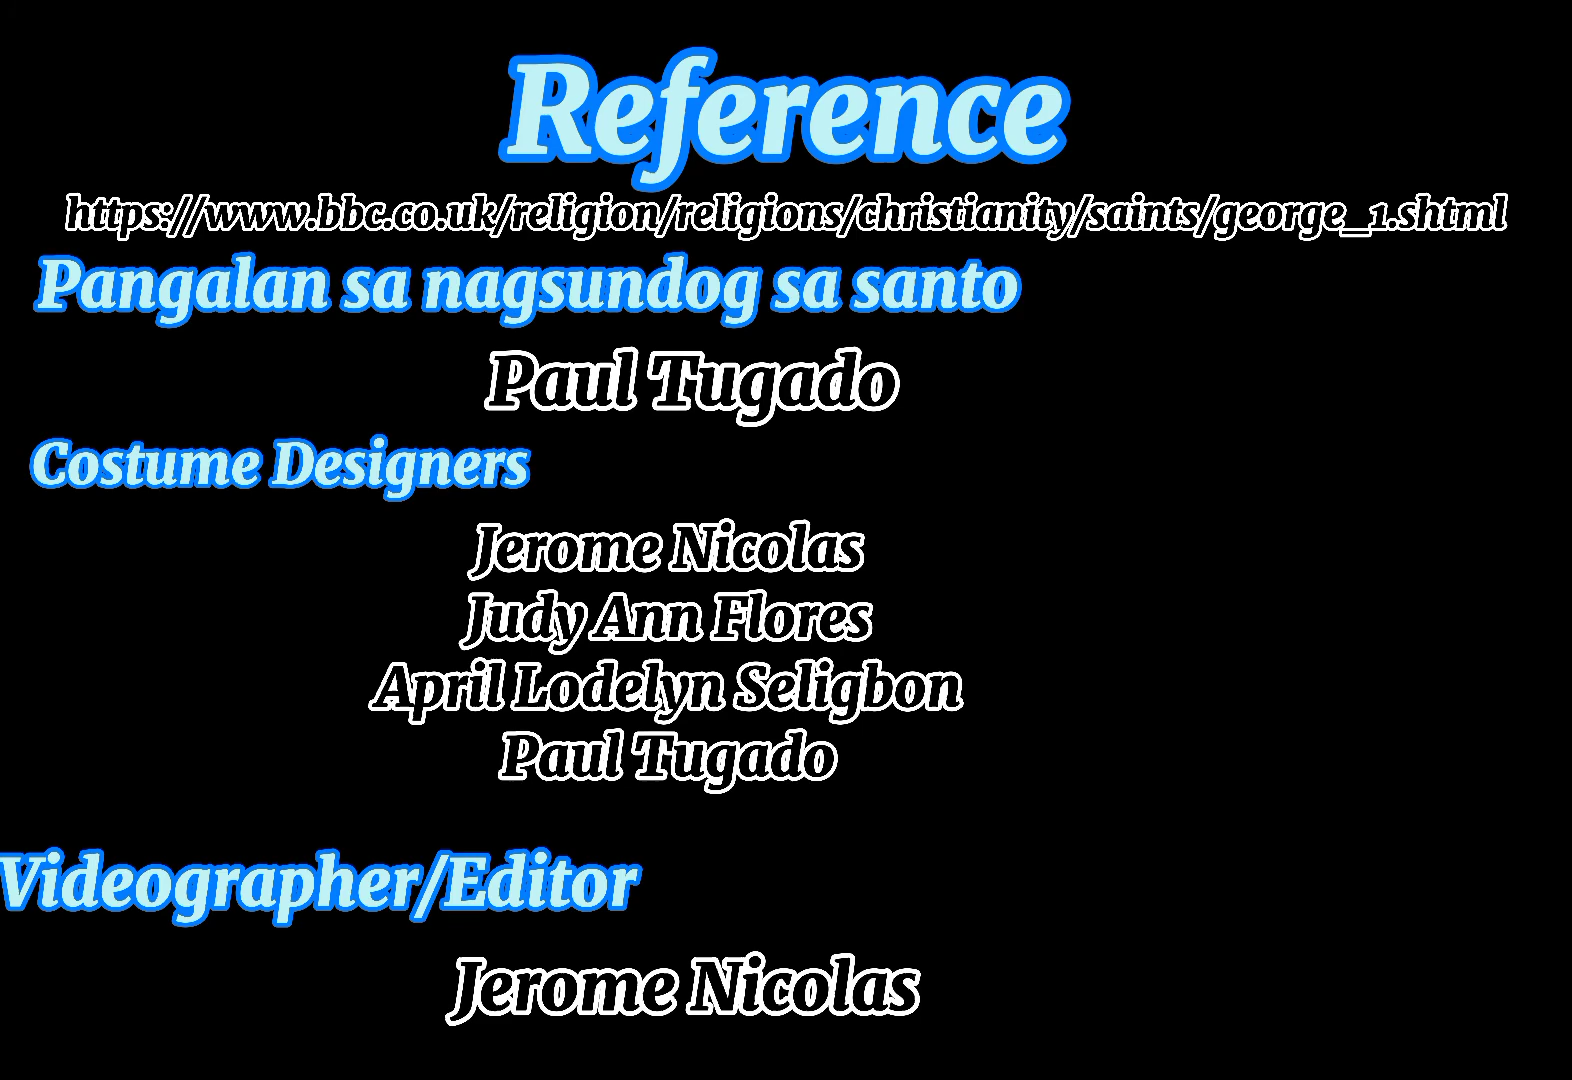 Reference
https://www.bbc.co.uk/religion/religions/christianity/saints/george_1.shtml
Pangalan sa nagsundog sa santo
Paul Tugado
Costume Designers
Jerome Nicolas
Judy Ann Flores
April Lodelyn Seligbon
Paul Tugado
Videographer/Editor
Jerome Nicolas